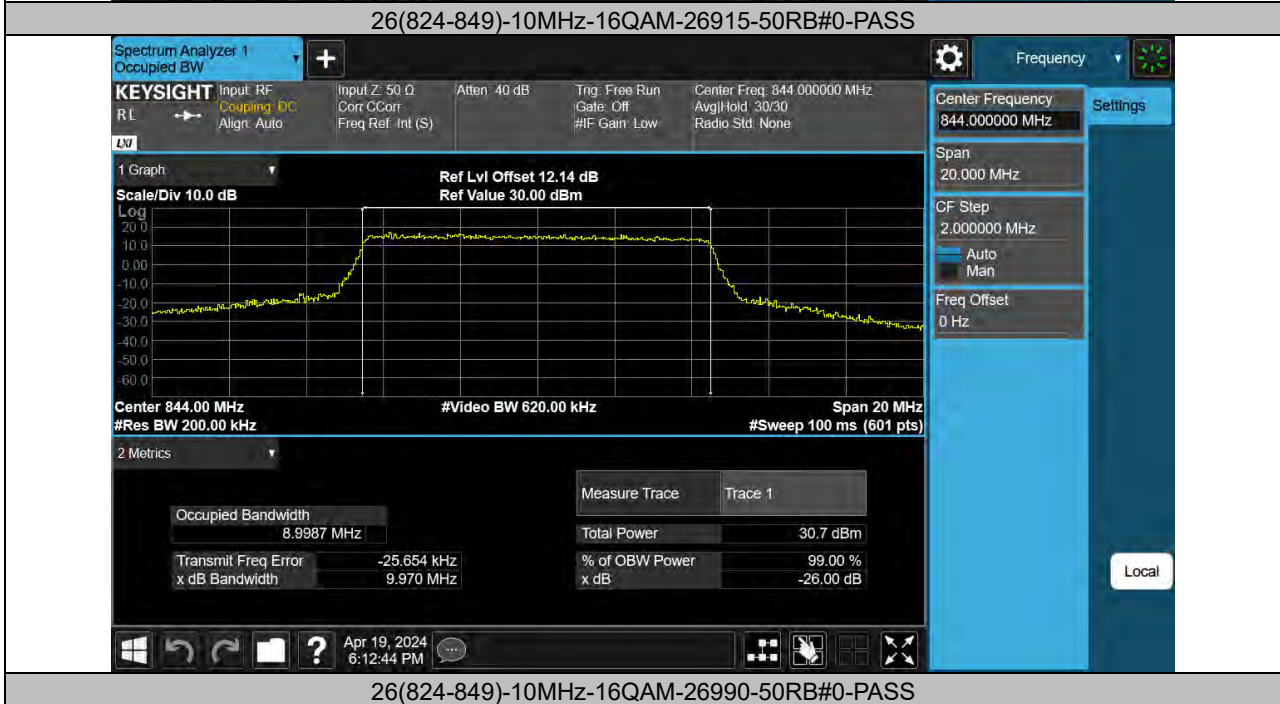 26(824-849)-10MHz-16QAM-26915-50RB#0-PASS
Spectrum Analyzer 1
Occupied BW
+
Frequency
KEYSIGHT
RL
LXI
Input: RF
Coupling: DC
Align: Auto
Input Z: 50 Ω
Corr CCorr
Freq Ref: Int (S)
Atten: 40 dB
Trig: Free Run
Gate: Off
#IF Gain: Low
Center Freq: 844.000000 MHz
Avg|Hold: 30/30
Radio Std: None
1 Graph
Scale/Div 10.0 dB
Ref Lvl Offset 12.14 dB
Ref Value 30.00 dBm
Log
20.0
10.0
0.00
-10.0
-20.0
-30.0
-40.0
-50.0
-60.0
Center 844.00 MHz
#Res BW 200.00 kHz
#Video BW 620.00 kHz
Span 20 MHz
#Sweep 100 ms (601 pts)
2 Metrics
Measure Trace Trace 1
Occupied Bandwidth
8.9987 MHz
Total Power 30.7 dBm
Transmit Freq Error -25.654 kHz
% of OBW Power 99.00 %
x dB Bandwidth 9.970 MHz
x dB -26.00 dB
Center Frequency
844.000000 MHz
Settings
Span
20.000 MHz
CF Step
2.000000 MHz
Auto
Man
Freq Offset
0 Hz
Local
?
Apr 19, 2024
6:12:44 PM
26(824-849)-10MHz-16QAM-26990-50RB#0-PASS